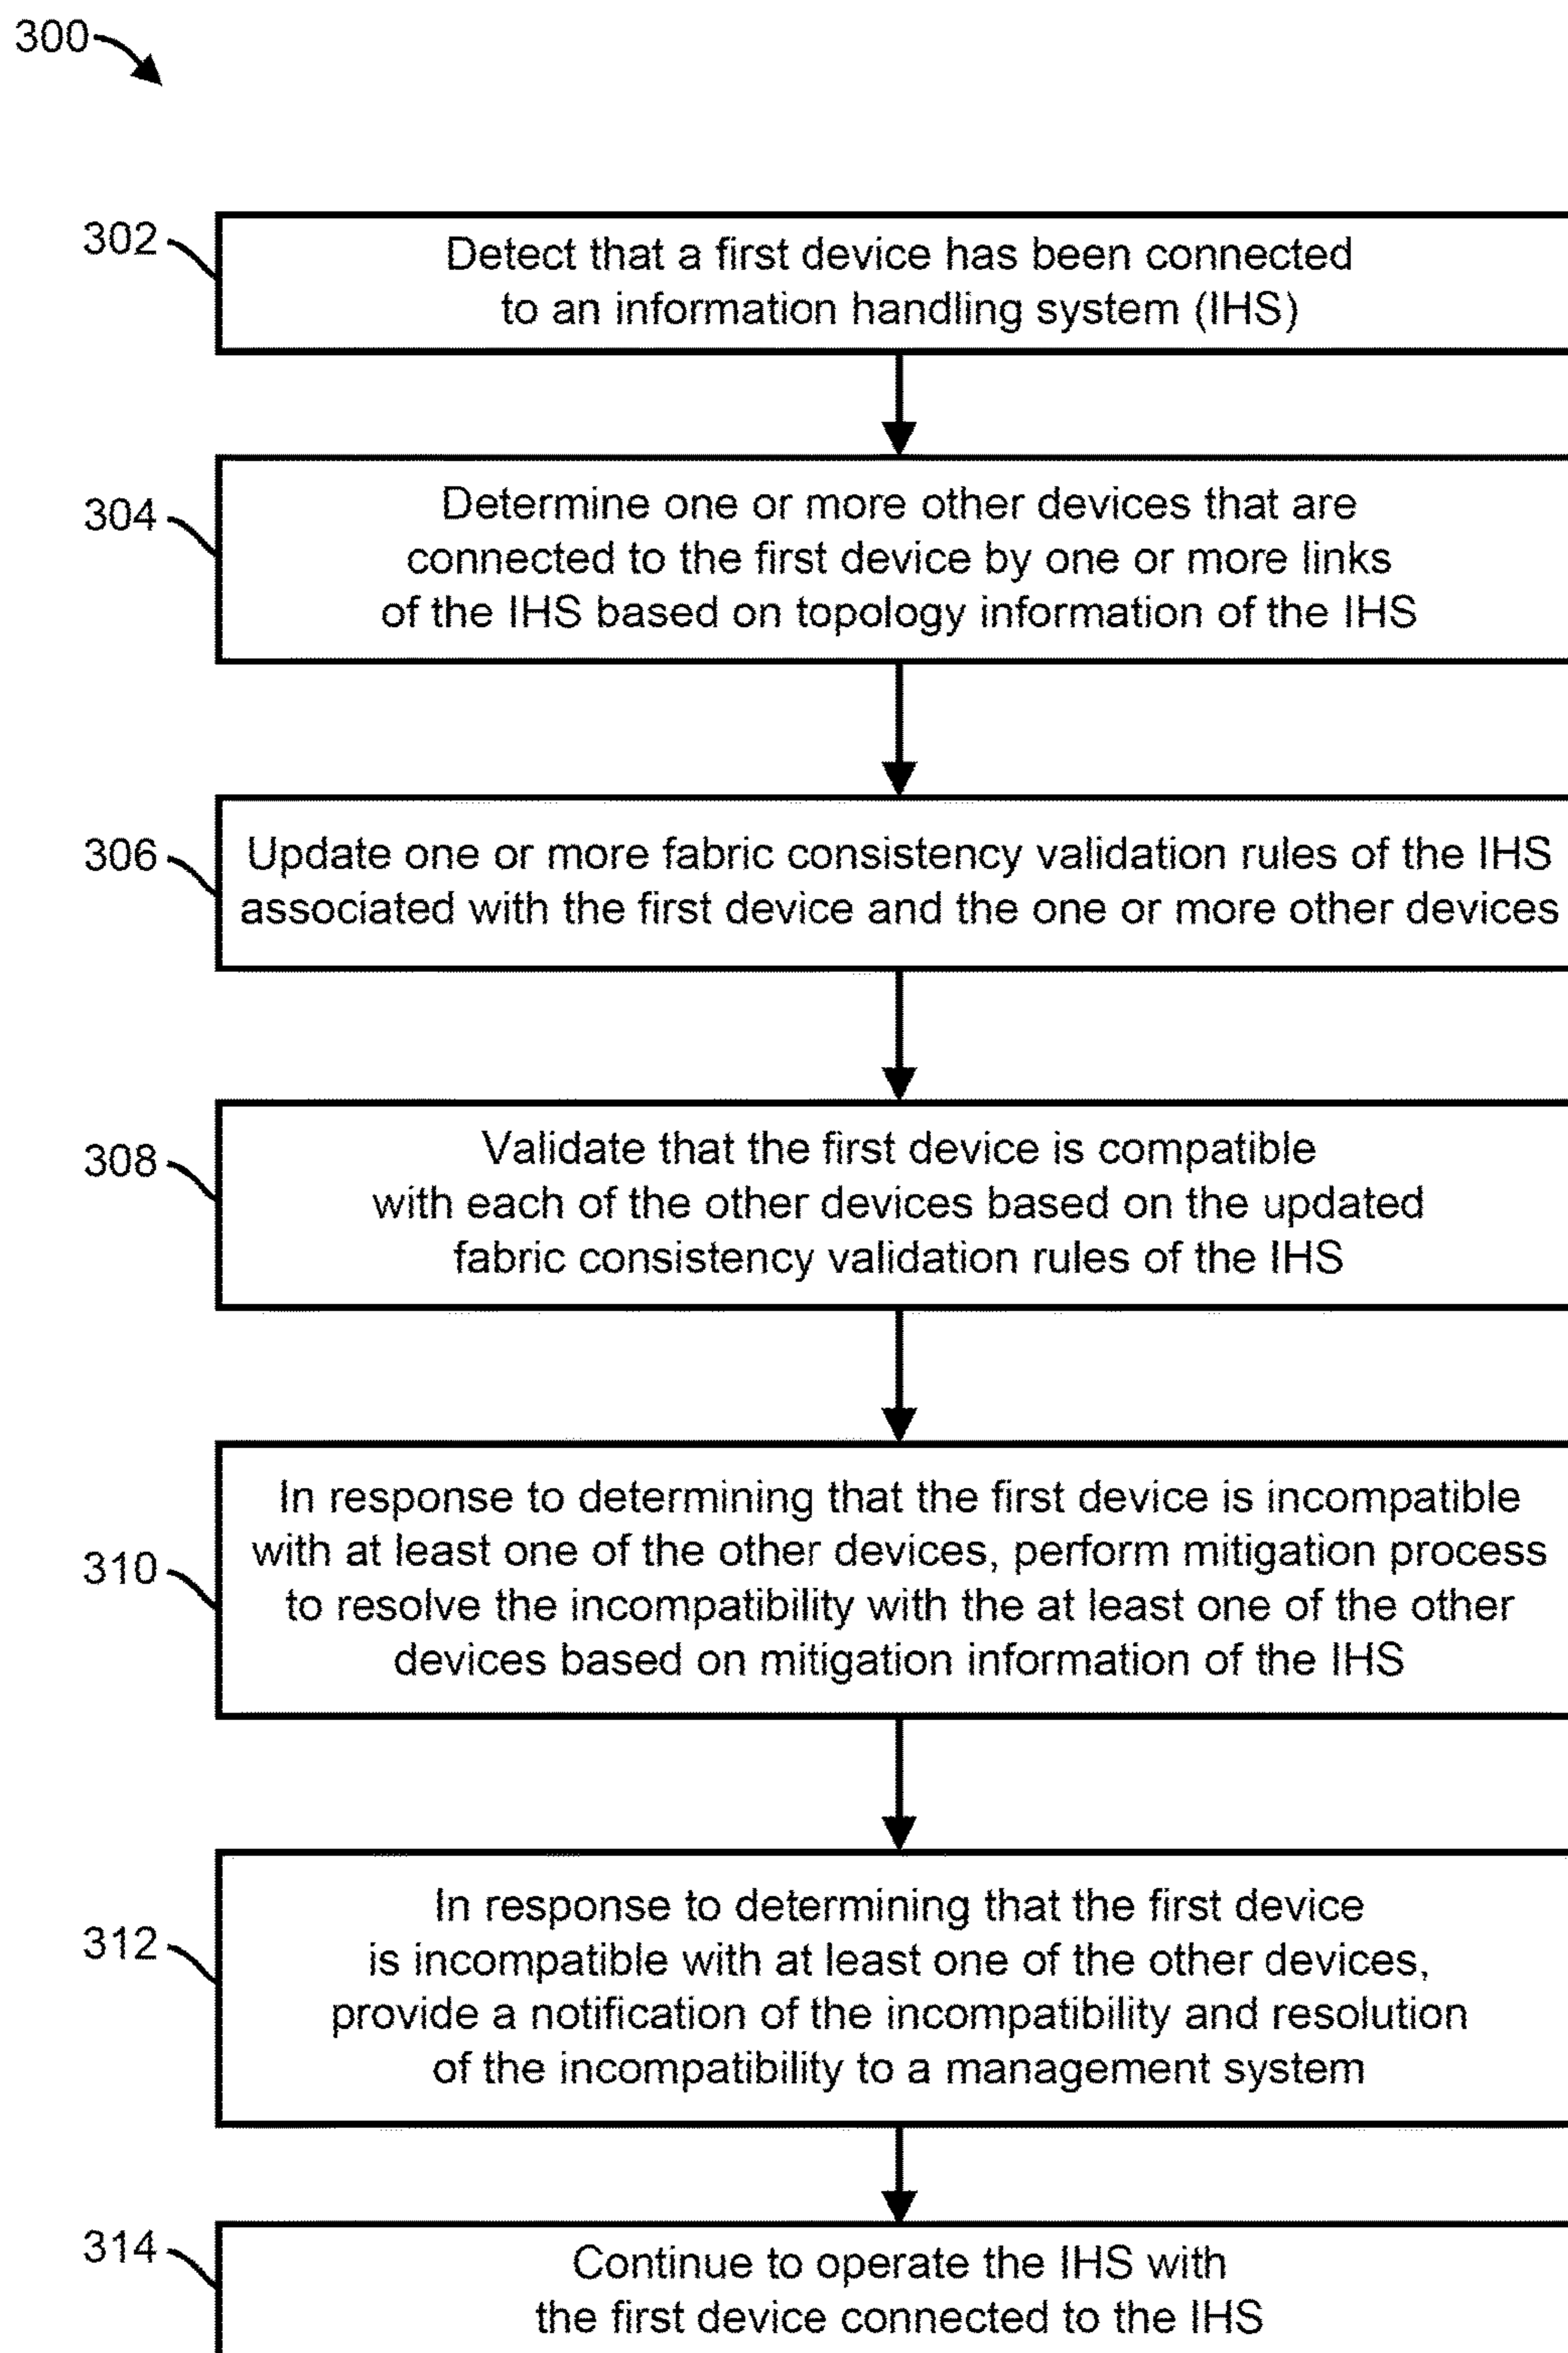 300
302
Detect that a first device has been connected
to an information handling system (IHS)
304
Determine one or more other devices that are
connected to the first device by one or more links
of the IHS based on topology information of the IHS
306
Update one or more fabric consistency validation rules of the IHS
associated with the first device and the one or more other devices
308
Validate that the first device is compatible
with each of the other devices based on the updated
fabric consistency validation rules of the IHS
310
In response to determining that the first device is incompatible
with at least one of the other devices, perform mitigation process
to resolve the incompatibility with the at least one of the other
devices based on mitigation information of the IHS
312
In response to determining that the first device
is incompatible with at least one of the other devices,
provide a notification of the incompatibility and resolution
of the incompatibility to a management system
314
Continue to operate the IHS with
the first device connected to the IHS